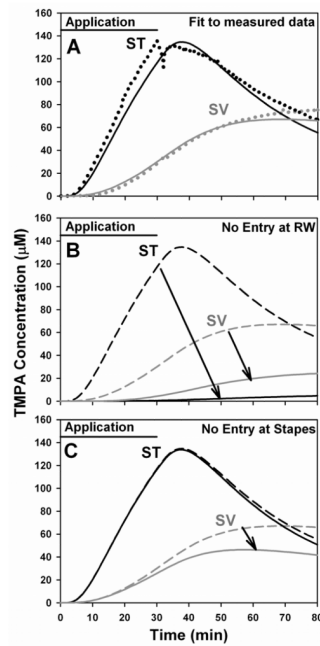 160
Application
Fit to measured data
140
A
ST
120
100
80
SV
60
40
20
0
160
Application
No Entry at RW
140
B
ST
120
100
80
SV
60
40
20
0
160
Application
No Entry at Stapes
140
C
ST
120
100
80
SV
60
40
20
0
TMPA Concentration (µM)
0 10 20 30 40 50 60 70 80
Time (min)